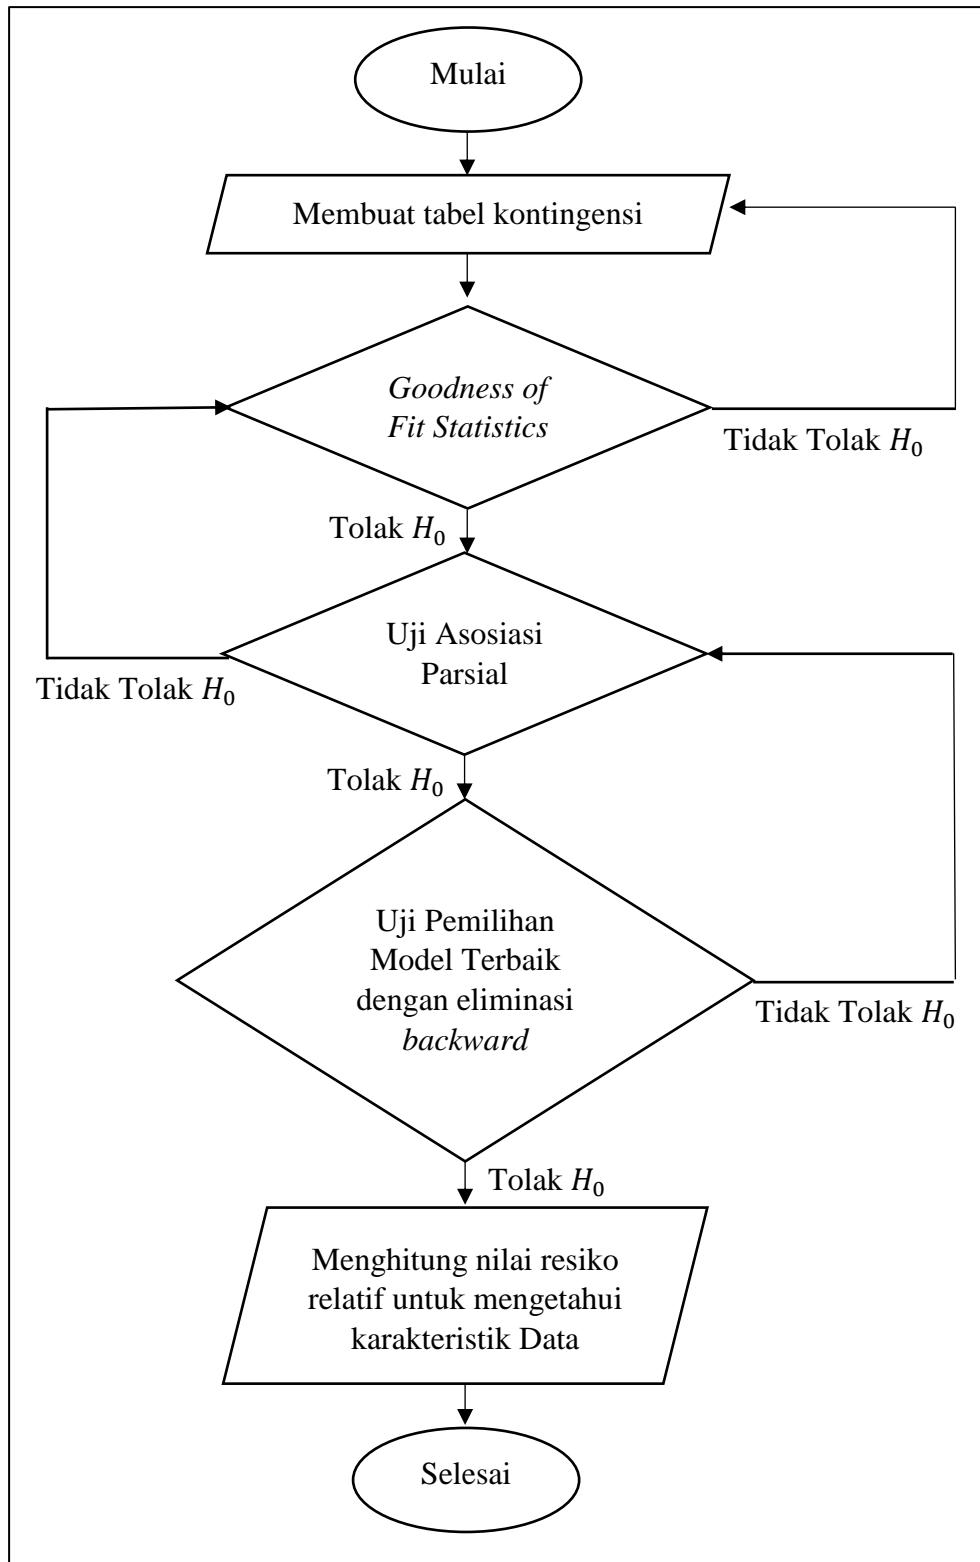 Mulai
Membuat tabel kontingensi
Goodness of
Fit Statistics
Tidak Tolak H₀
Tolak H₀
Uji Asosiasi
Parsial
Tidak Tolak H₀
Tolak H₀
Uji Pemilihan
Model Terbaik
dengan eliminasi
backward
Tidak Tolak H₀
Tolak H₀
Menghitung nilai resiko
relatif untuk mengetahui
karakteristik Data
Selesai